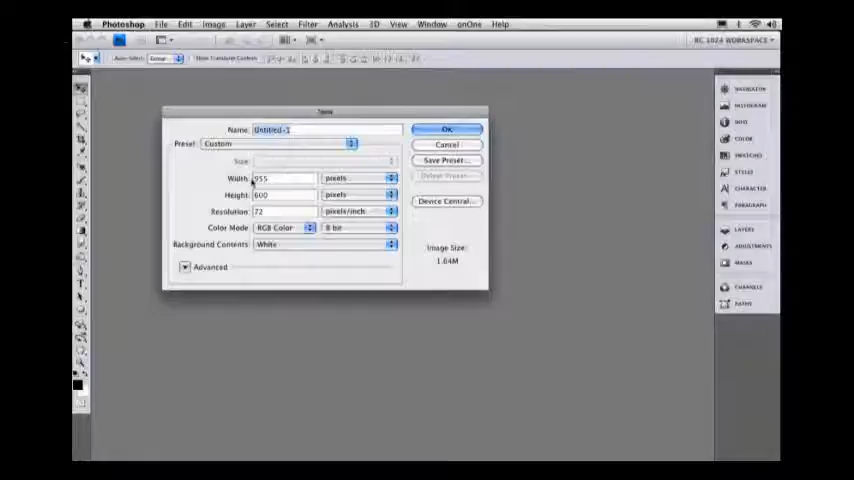 Photoshop File Edit Image Layer Select Filter Analysis 3D View Window onOne Help
RC 1024 WORKSPACE
Auto-Select: Group Show Transform Controls
New
Name: Untitled-1
OK
Preset: Custom
Cancel
Size:
Save Preset...
Delete Preset...
Width: 955 pixels
Height: 600 pixels
Device Central...
Resolution: 72 pixels/inch
Color Mode: RGB Color 8 bit
Background Contents: White
Image Size:
1.64M
Advanced
NAVIGATOR
HISTOGRAM
INFO
COLOR
SWATCHES
STYLES
CHARACTER
PARAGRAPH
LAYERS
ADJUSTMENTS
MASKS
CHANNELS
PATHS